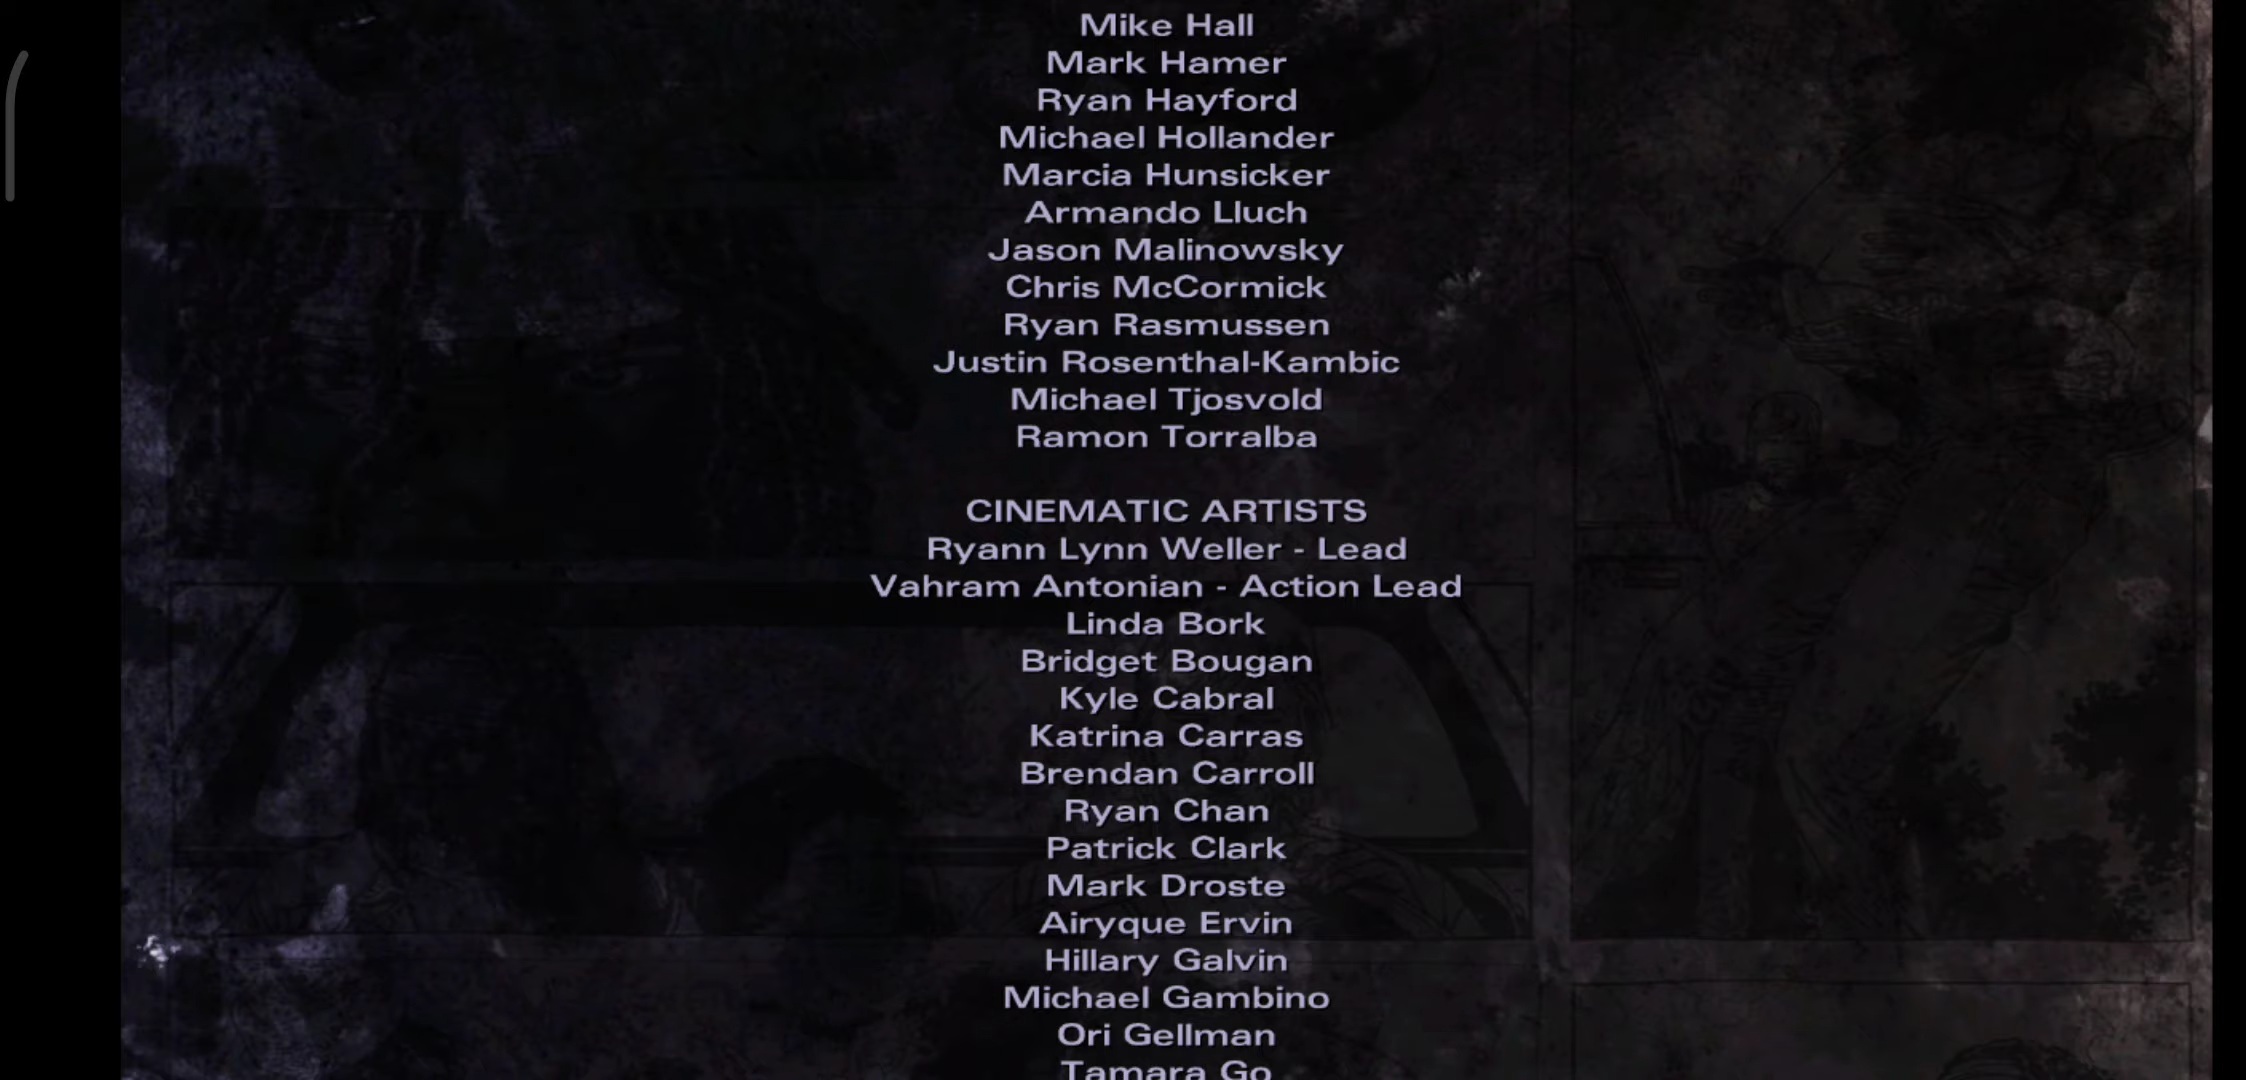 Mike Hall
Mark Hamer
Ryan Hayford
Michael Hollander
Marcia Hunsicker
Armando Lluch
Jason Malinowsky
Chris McCormick
Ryan Rasmussen
Justin Rosenthal-Kambic
Michael Tjosvold
Ramon Torralba
CINEMATIC ARTISTS
Ryann Lynn Weller - Lead
Vahram Antonian - Action Lead
Linda Bork
Bridget Bougan
Kyle Cabral
Katrina Carras
Brendan Carroll
Ryan Chan
Patrick Clark
Mark Droste
Airyque Ervin
Hillary Galvin
Michael Gambino
Ori Gellman
Tamara Go